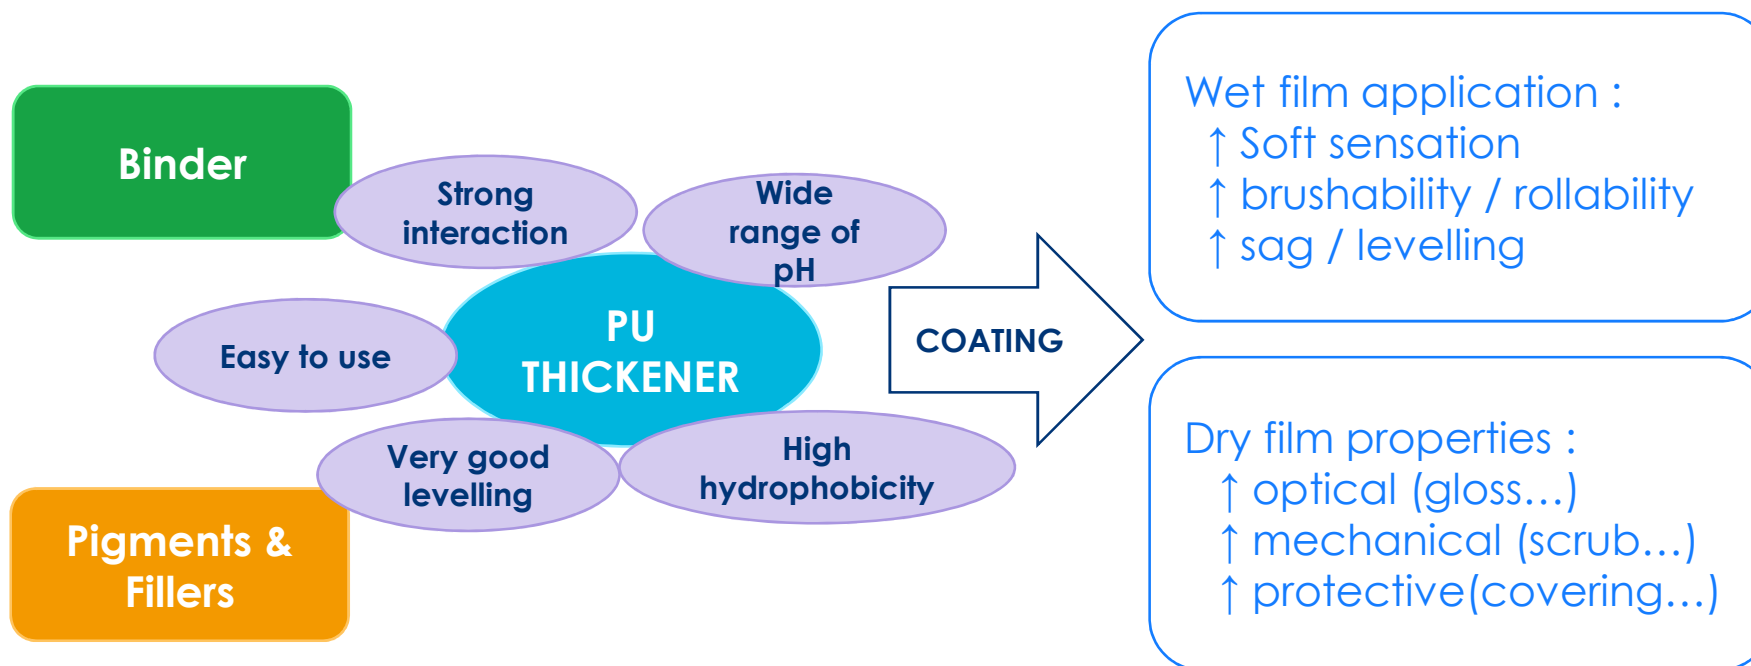 Binder
Strong
interaction
Wide
range of
pH
Easy to use
PU
THICKENER
Very good
levelling
High
hydrophobicity
Pigments &
Fillers
COATING
Wet film application :
↑ Soft sensation
↑ brushability / rollability
↑ sag / levelling
Dry film properties :
↑ optical (gloss…)
↑ mechanical (scrub…)
↑ protective(covering…)